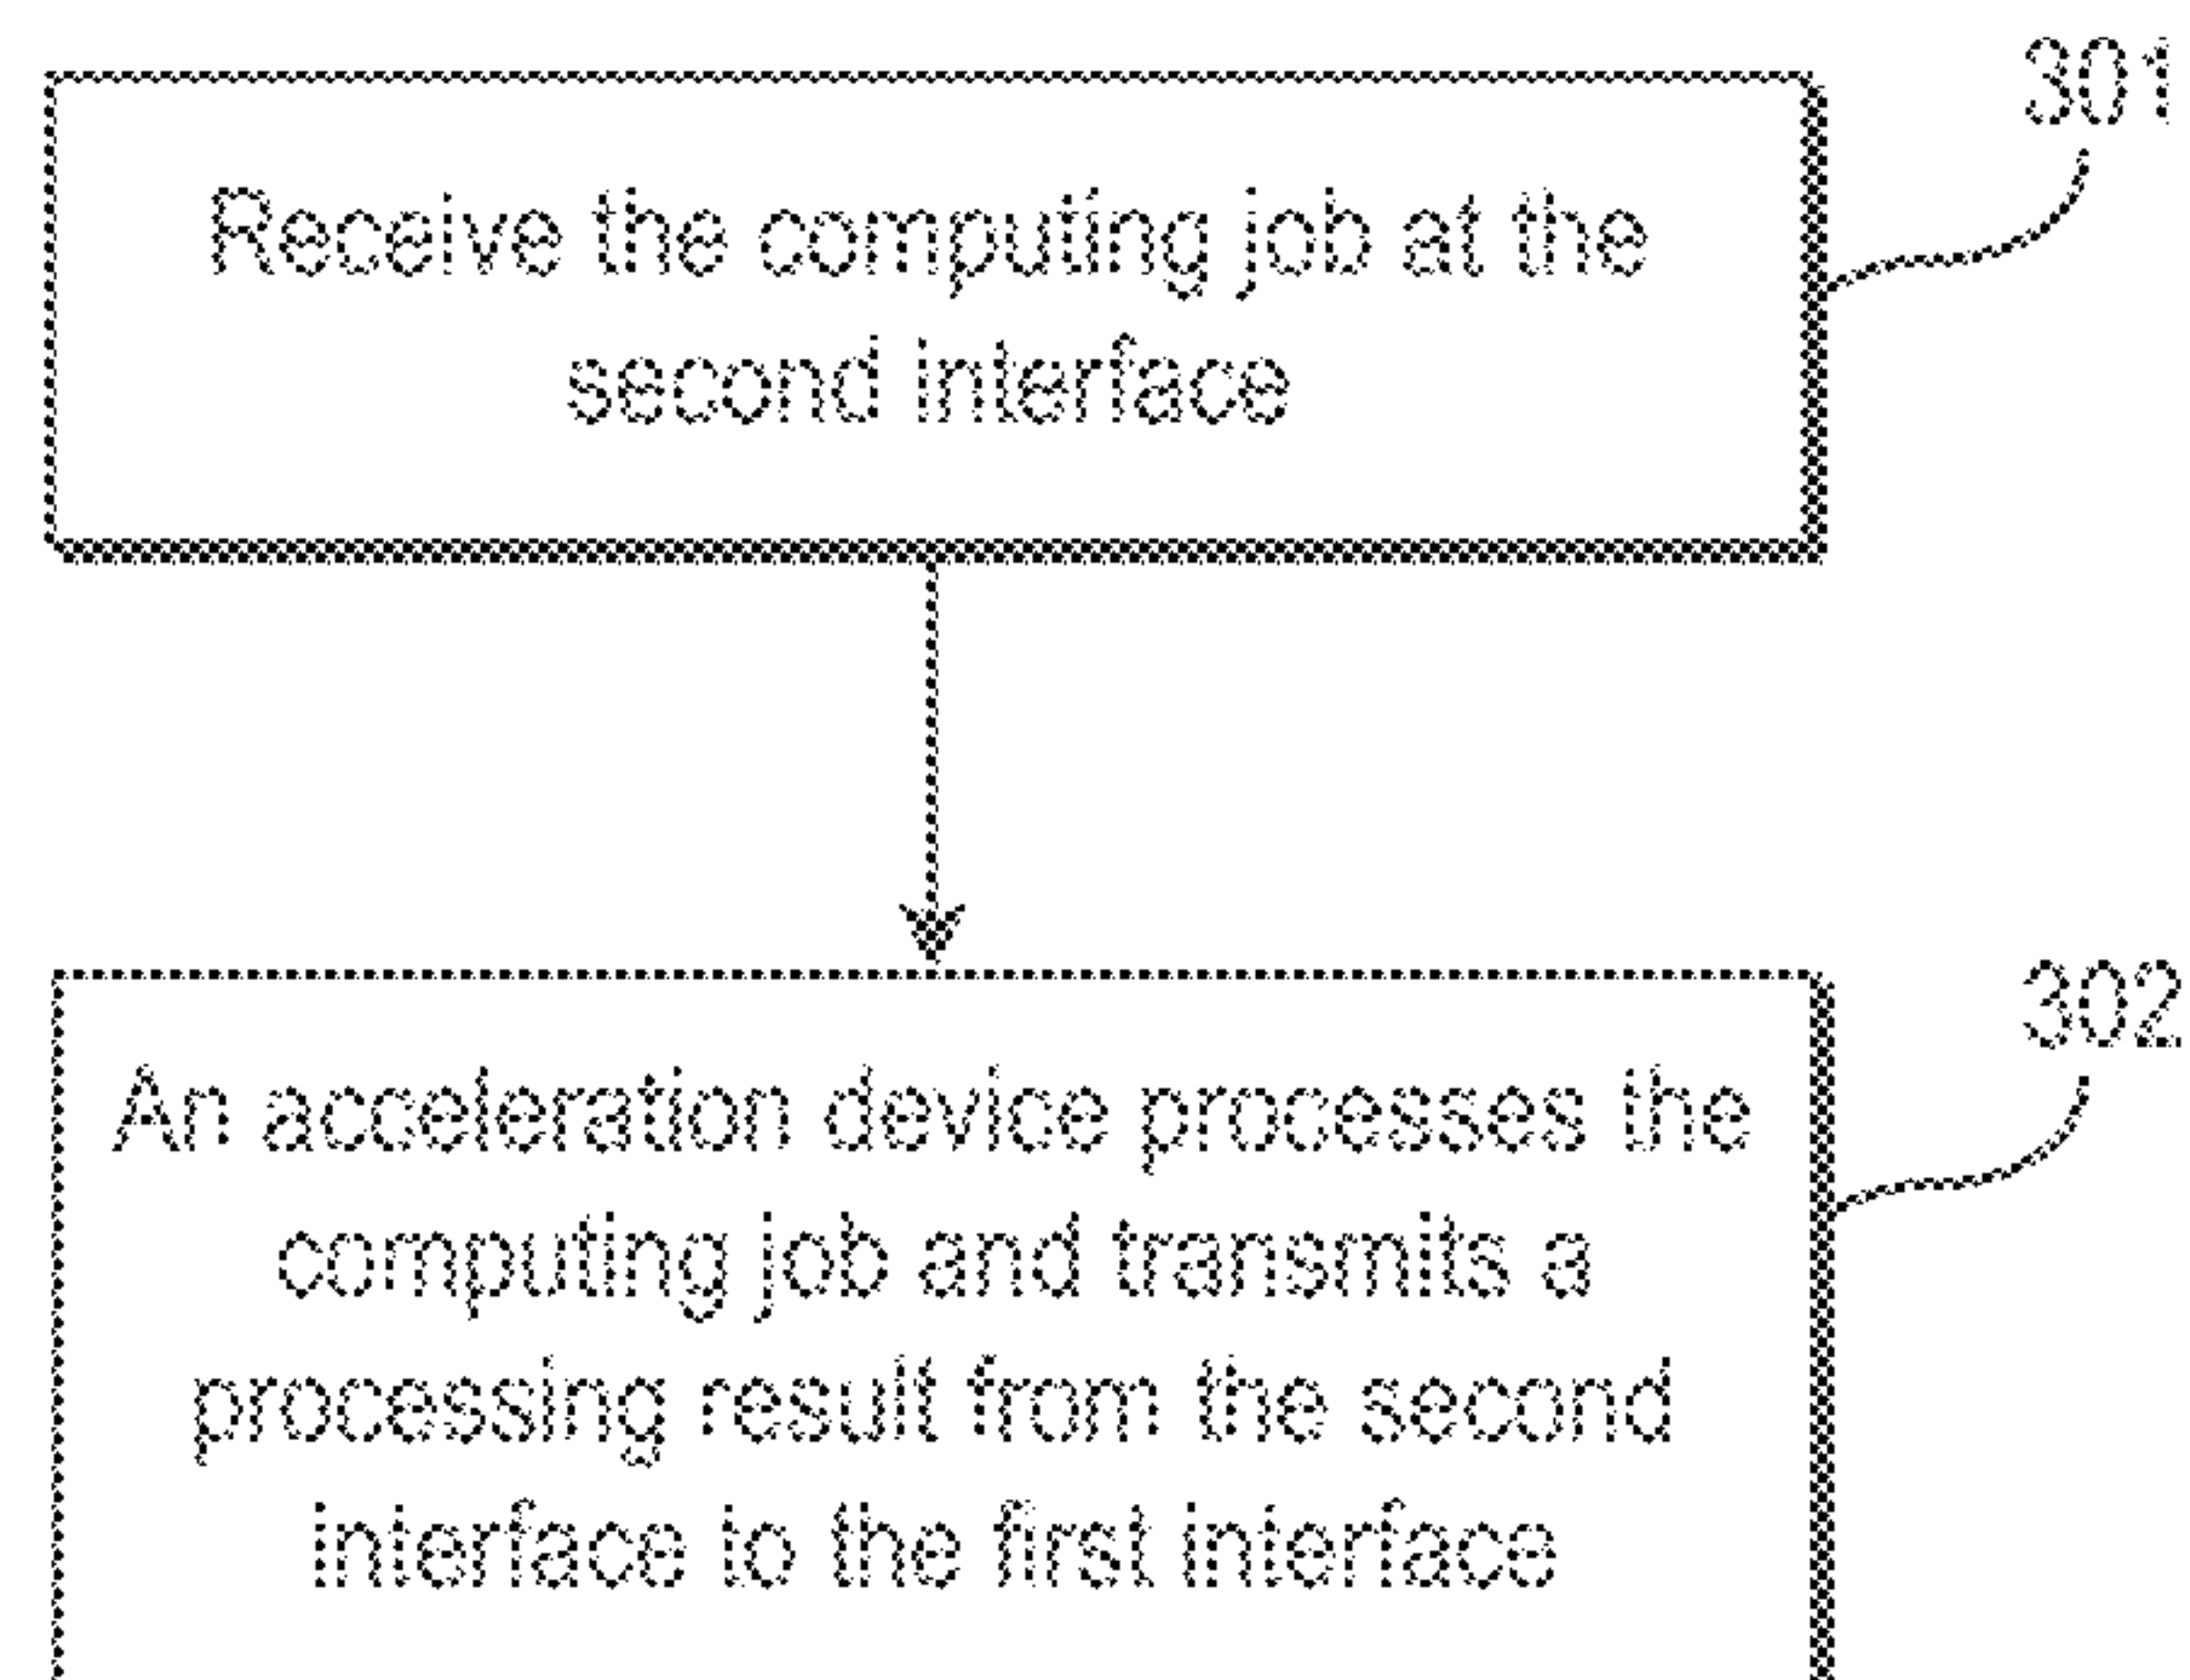 301
Receive the computing job at the
second interface
302
An acceleration device processes the
computing job and transmits a
processing result from the second
interface to the first interface